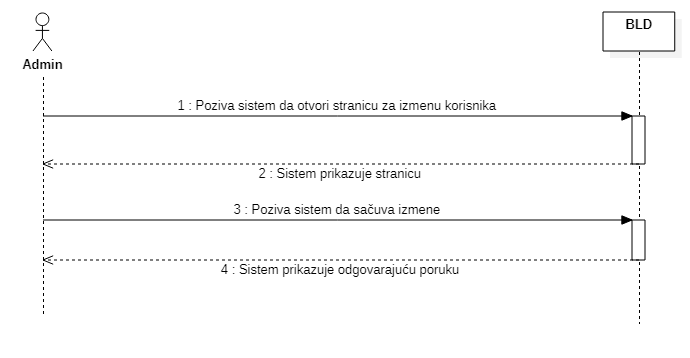 Admin
BLD
1 : Poziva sistem da otvori stranicu za izmenu korisnika
2 : Sistem prikazuje stranicu
3 : Poziva sistem da sačuva izmene
4 : Sistem prikazuje odgovarajuću poruku